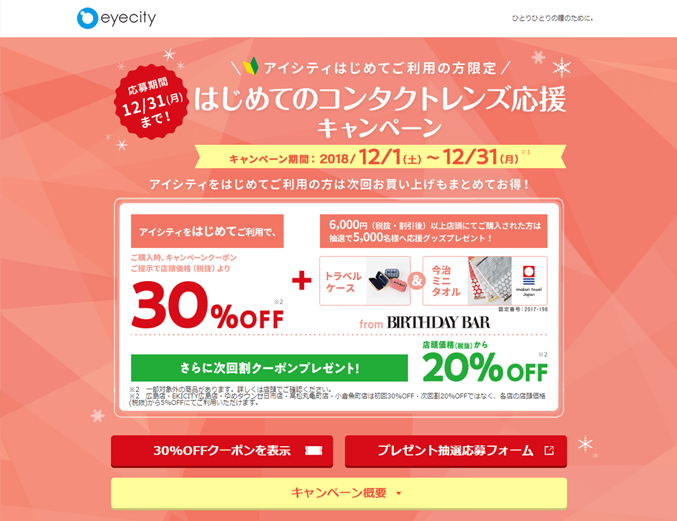 eyecity
ひとりひとりの瞳のために。
応募期間
12/31(月)
まで!
アイシティはじめてご利用の方限定
はじめてのコンタクトレンズ応援
キャンペーン
キャンペーン期間:2018/12/1(土)～12/31(月)※1
アイシティをはじめてご利用の方は次回お買い上げもまとめてお得!
アイシティをはじめてご利用で、
6,000円(税抜・割引後)以上店頭にてご購入された方は
抽選で5,000名様へ応援グッズプレゼント!
ご購入時、キャンペーンクーポン
ご提示で店頭価格(税抜)より
30%OFF※2
+
トラベル
ケース
&
今治
ミニ
タオル
imabari towel
Japan
認定番号:2017-198
from BIRTHDAY BAR
さらに次回割クーポンプレゼント!
店頭価格(税抜)から
20%OFF※2
※2 一部対象外の商品があります。詳しくは店頭でご確認ください。
※2 広島店・EKICITY広島店・ゆめタウン廿日市店・高松丸亀町店・小倉魚町店は初回30%OFF・次回割20%OFFではなく、各店の店頭価格
(税抜)から5%OFFにてご利用いただけます。
30%OFFクーポンを表示
プレゼント抽選応募フォーム
キャンペーン概要